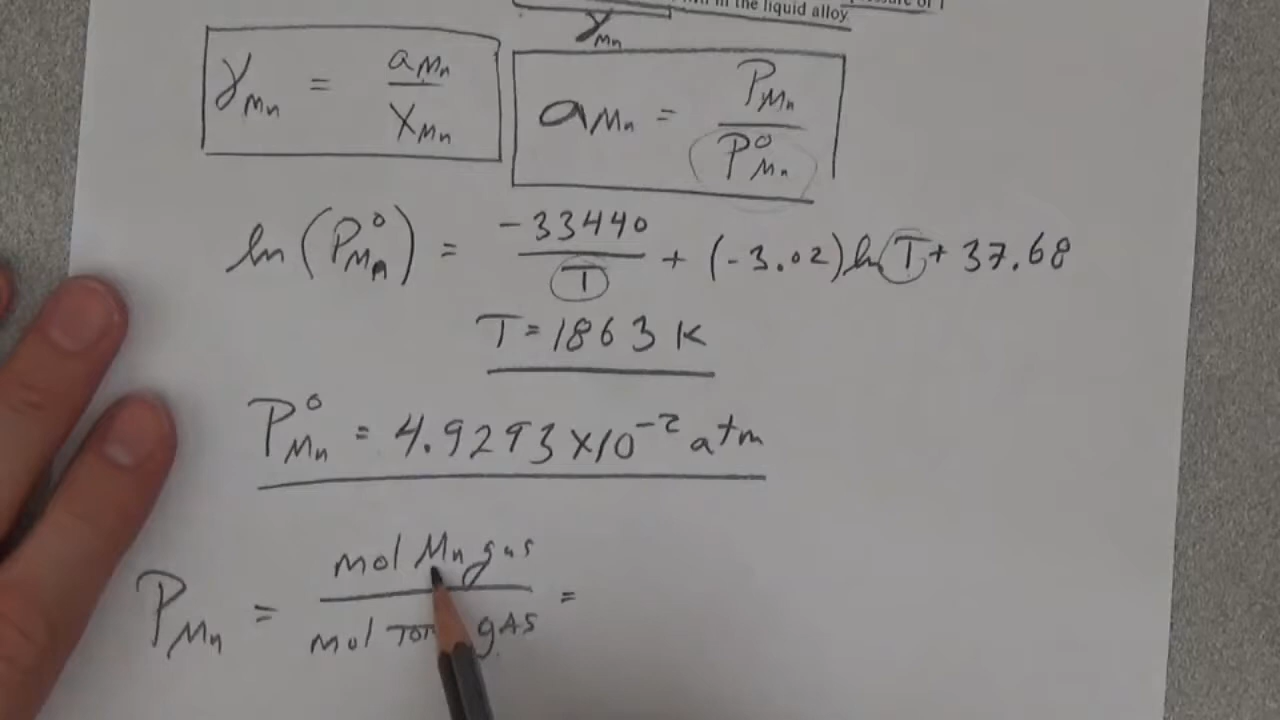 in the liquid alloy
γMn
γMn = aMn / XMn
aMn = PMn / P°Mn
ln(P°Mn) = -33440 / T + (-3.02) ln T + 37.68
T = 1863 K
P°Mn = 4.9293 x 10⁻² atm
PMn = mol Mn gas / mol gAS =